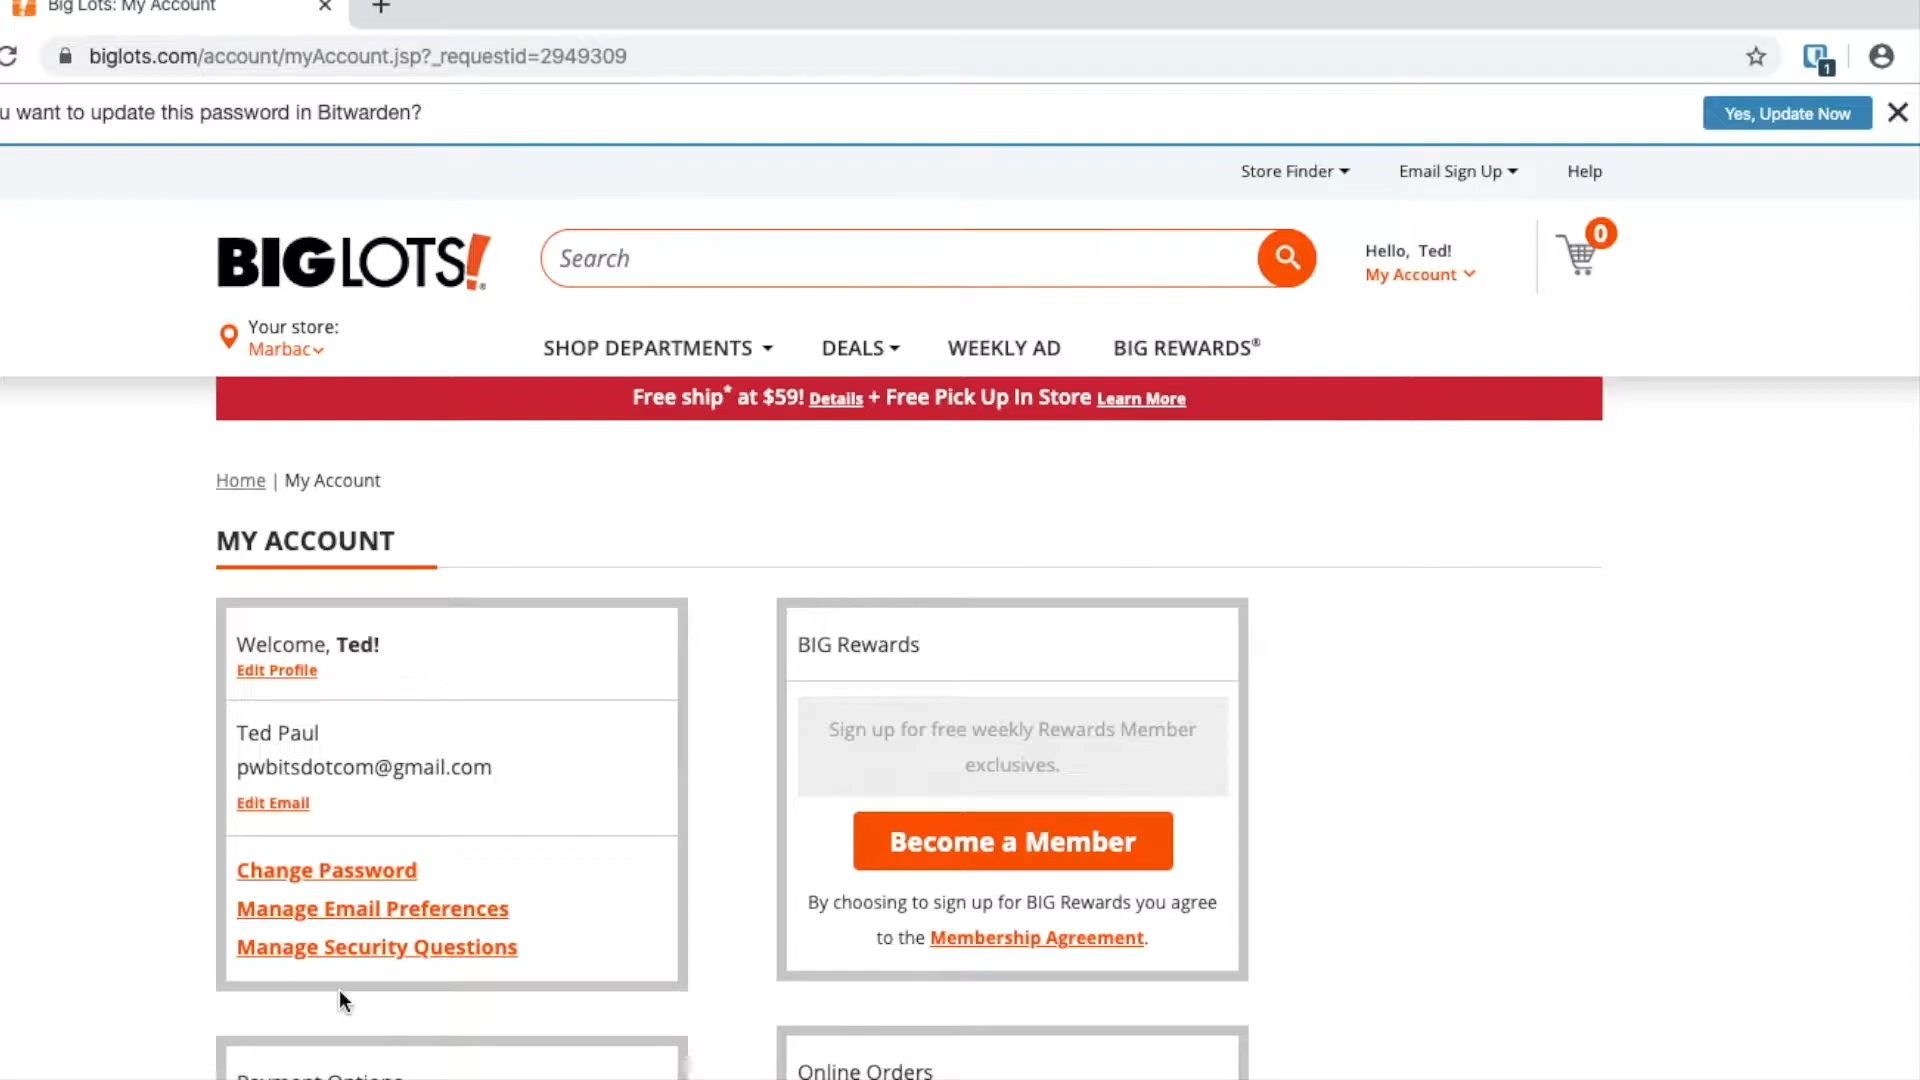 Big Lots: My Account
biglots.com/account/myAccount.jsp?_requestid=2949309
1
u want to update this password in Bitwarden?
Yes, Update Now
Store Finder
Email Sign Up
Help
BIG LOTS!
Search
Hello, Ted!
My Account
0
Your store:
Marbac
SHOP DEPARTMENTS
DEALS
WEEKLY AD
BIG REWARDS®
Free ship* at $59! Details + Free Pick Up In Store Learn More
Home | My Account
MY ACCOUNT
Welcome, Ted!
Edit Profile
Ted Paul
pwbitsdotcom@gmail.com
Edit Email
Change Password
Manage Email Preferences
Manage Security Questions
BIG Rewards
Sign up for free weekly Rewards Member
exclusives.
Become a Member
By choosing to sign up for BIG Rewards you agree
to the Membership Agreement.
Payment Options
Online Orders